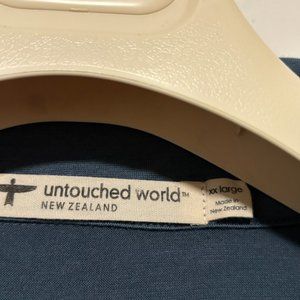 untouched world™
NEW ZEALAND
xx large
Made in
New Zealand